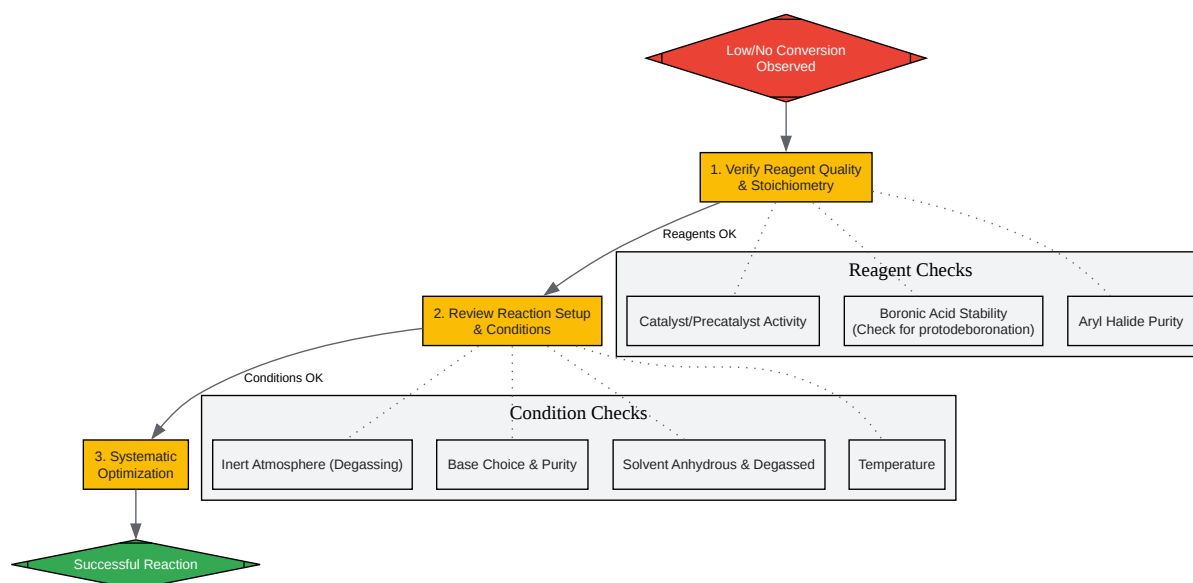 Low/No Conversion
Observed
1. Verify Reagent Quality
& Stoichiometry
Reagents OK
Reagent Checks
Catalyst/Precatalyst Activity
Boronic Acid Stability
(Check for protodeboronation)
Aryl Halide Purity
2. Review Reaction Setup
& Conditions
Conditions OK
Condition Checks
Inert Atmosphere (Degassing)
Base Choice & Purity
Solvent Anhydrous & Degassed
Temperature
3. Systematic
Optimization
Successful Reaction